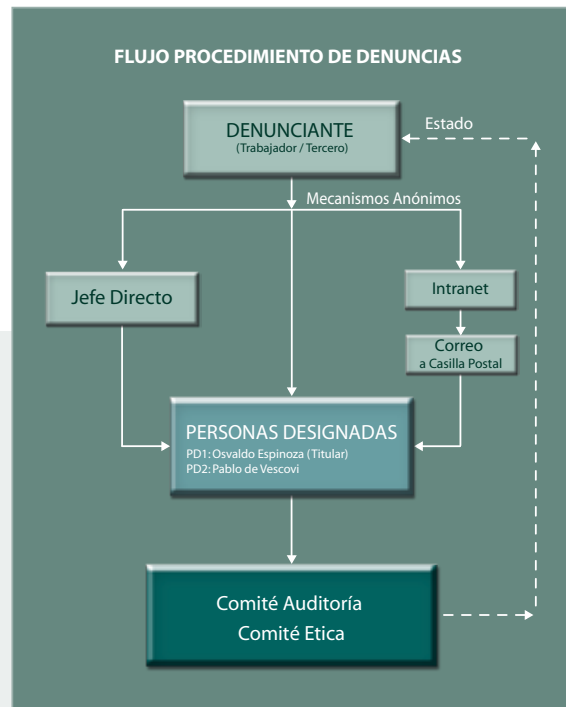 FLUJO PROCEDIMIENTO DE DENUNCIAS
DENUNCIANTE
(Trabajador / Tercero)
Estado
Mecanismos Anónimos
Jefe Directo
Intranet
Correo
a Casilla Postal
PERSONAS DESIGNADAS
PD1: Osvaldo Espinoza (Titular)
PD2: Pablo de Vescovi
Comité Auditoría
Comité Etica